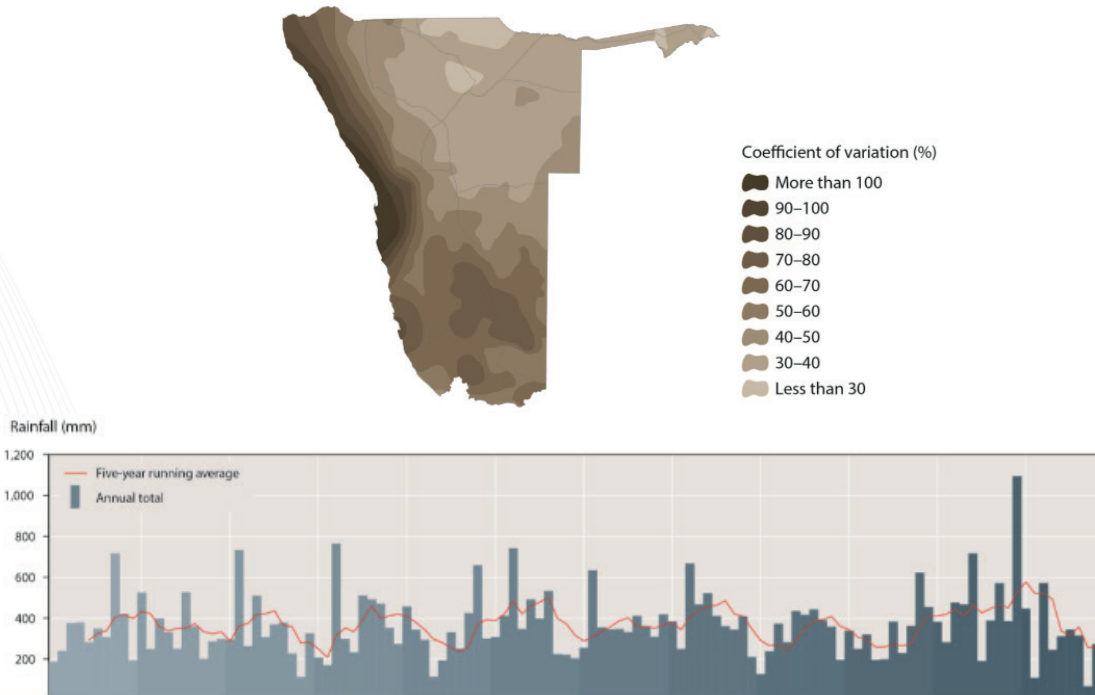 Coefficient of variation (%)
More than 100
90–100
80–90
70–80
60–70
50–60
40–50
30–40
Less than 30
Rainfall (mm)
1,200
Five-year running average
1,000
Annual total
800
600
400
200